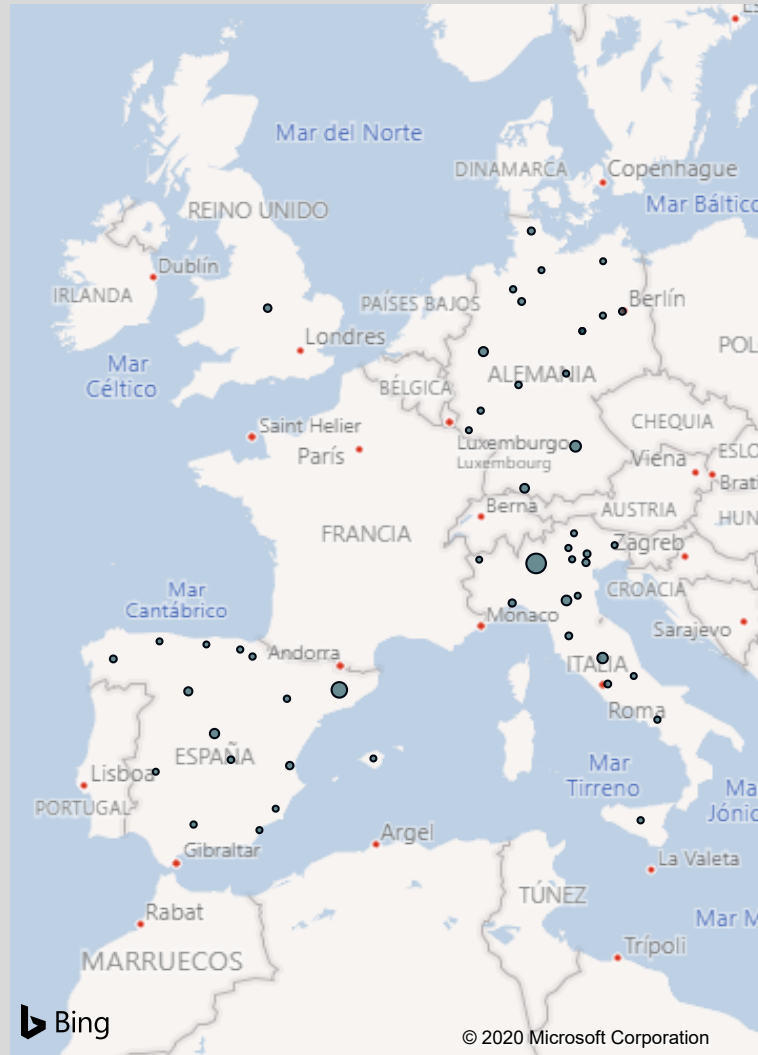 Es
Mar del Norte
DINAMARCA
Copenhague
REINO UNIDO
Mar Báltico
Dublín
IRLANDA
PAÍSES BAJOS
Berlín
Londres
POL
Mar
Céltico
BÉLGICA
ALEMANIA
CHEQUIA
Saint Helier
París
Luxemburgo
Luxembourg
Viena
ESLO
Brati
Berna
AUSTRIA
HUN
FRANCIA
Zagreb
CROACIA
Mar
Cantábrico
Mónaco
Sarajevo
Andorra
ITALIA
Roma
ESPAÑA
Lisboa
PORTUGAL
Mar
Tirreno
Ma
Jónic
Argel
Gibraltar
La Valeta
TÚNEZ
Rabat
Mar M
Trípoli
MARRUECOS
Bing
© 2020 Microsoft Corporation